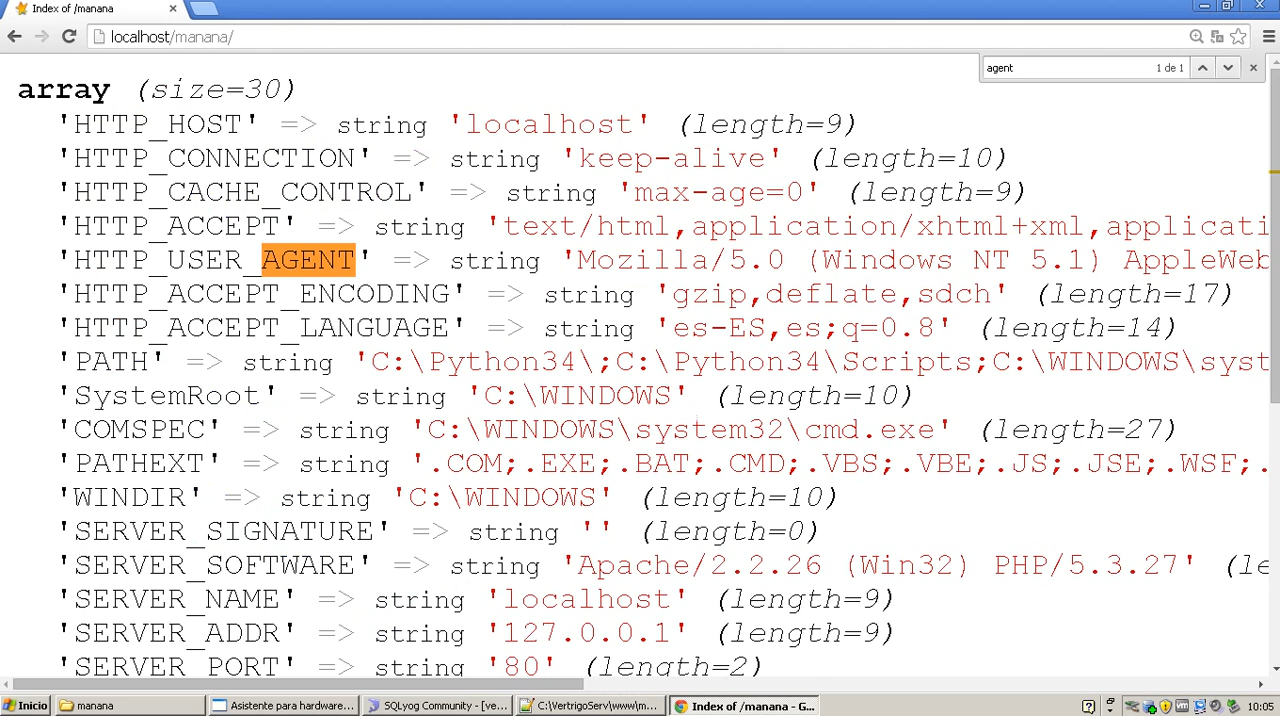 Index of /manana
localhost/manana/
agent 1 de 1
array (size=30)
'HTTP_HOST' => string 'localhost' (length=9)
'HTTP_CONNECTION' => string 'keep-alive' (length=10)
'HTTP_CACHE_CONTROL' => string 'max-age=0' (length=9)
'HTTP_ACCEPT' => string 'text/html,application/xhtml+xml,applicati
'HTTP_USER_AGENT' => string 'Mozilla/5.0 (Windows NT 5.1) AppleWeb
'HTTP_ACCEPT_ENCODING' => string 'gzip,deflate,sdch' (length=17)
'HTTP_ACCEPT_LANGUAGE' => string 'es-ES,es;q=0.8' (length=14)
'PATH' => string 'C:\Python34\;C:\Python34\Scripts;C:\WINDOWS\syst
'SystemRoot' => string 'C:\WINDOWS' (length=10)
'COMSPEC' => string 'C:\WINDOWS\system32\cmd.exe' (length=27)
'PATHEXT' => string '.COM;.EXE;.BAT;.CMD;.VBS;.VBE;.JS;.JSE;.WSF;.
'WINDIR' => string 'C:\WINDOWS' (length=10)
'SERVER_SIGNATURE' => string '' (length=0)
'SERVER_SOFTWARE' => string 'Apache/2.2.26 (Win32) PHP/5.3.27' (le
'SERVER_NAME' => string 'localhost' (length=9)
'SERVER_ADDR' => string '127.0.0.1' (length=9)
'SERVER_PORT' => string '80' (length=2)
Inicio manana Asistente para hardware... SQLyog Community - [ve... C:\VertrigoServ\www\m... Index of /manana - G... 10:05